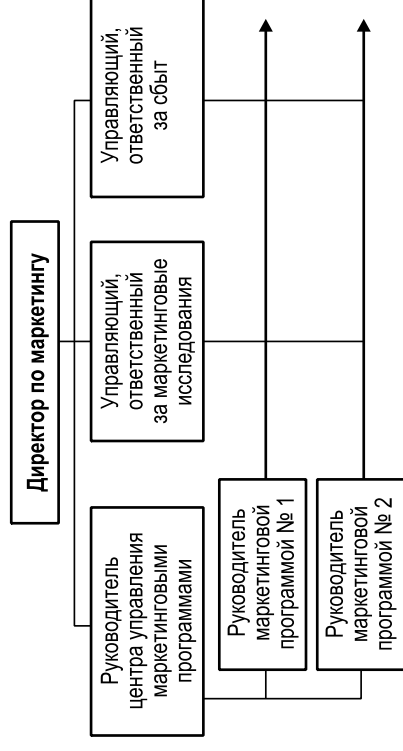 Директор по маркетингу
Руководитель
центра управления
маркетинговыми
программами
Управляющий,
ответственный
за маркетинговые
исследования
Управляющий,
ответственный
за сбыт
Руководитель
маркетинговой
программой № 1
Руководитель
маркетинговой
программой № 2